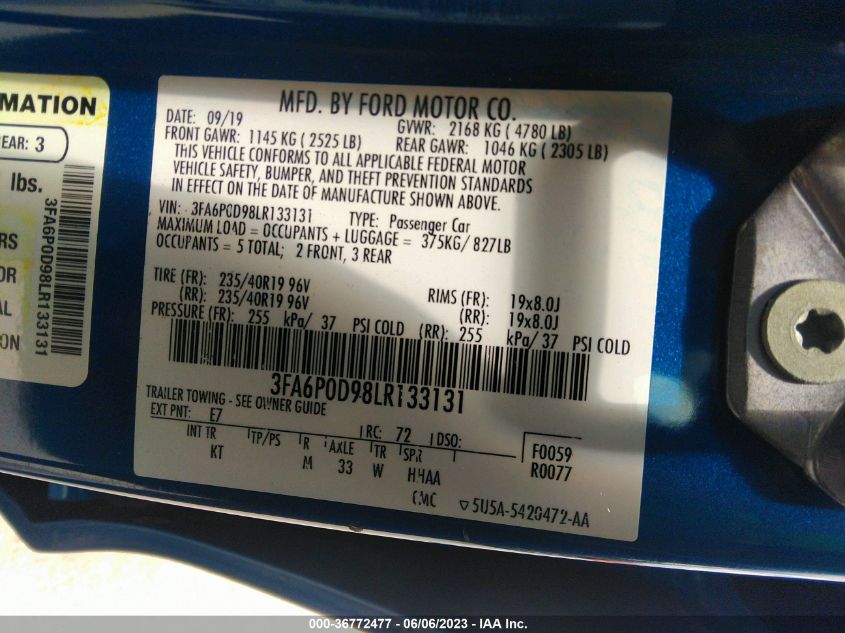 MATION
EAR: 3
lbs.
RS
OR
AL
ON
3FA6P0D98LR133131
MFD. BY FORD MOTOR CO.
DATE: 09/19 GVWR: 2168 KG ( 4780 LB)
FRONT GAWR: 1145 KG ( 2525 LB) REAR GAWR: 1046 KG ( 2305 LB)
THIS VEHICLE CONFORMS TO ALL APPLICABLE FEDERAL MOTOR
VEHICLE SAFETY, BUMPER, AND THEFT PREVENTION STANDARDS
IN EFFECT ON THE DATE OF MANUFACTURE SHOWN ABOVE.
VIN: 3FA6P0D98LR133131 TYPE: Passenger Car
MAXIMUM LOAD = OCCUPANTS + LUGGAGE = 375KG/ 827LB
OCCUPANTS = 5 TOTAL; 2 FRONT, 3 REAR
TIRE (FR): 235/40R19 96V RIMS (FR): 19x8.0J
(RR): 235/40R19 96V (RR): 19x8.0J
PRESSURE (FR): 255 kPa/ 37 PSI COLD (RR): 255 kPa/ 37 PSI COLD
3FA6P0D98LR133131
TRAILER TOWING - SEE OWNER GUIDE
EXT PNT: E7 RC: 72 DSO: F0059
INT TR TP/PS R AXLE TR SPR R0077
KT M 33 W HHAA
CMC ▽5U5A-5420472-AA
000-36772477 - 06/06/2023 - IAA Inc.